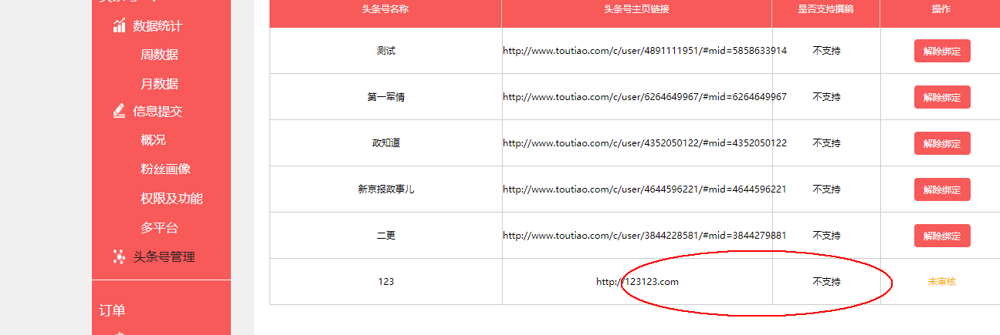 数据统计
周数据
月数据
信息提交
概况
粉丝画像
权限及功能
多平台
头条号管理
订单
头条号名称 头条号主页链接 是否支持撰稿 操作
测试 http://www.toutiao.com/c/user/4891111951/#mid=5858633914 不支持 解除绑定
第一军情 http://www.toutiao.com/c/user/6264649967/#mid=6264649967 不支持 解除绑定
政知道 http://www.toutiao.com/c/user/4352050122/#mid=4352050122 不支持 解除绑定
新京报政事儿 http://www.toutiao.com/c/user/4644596221/#mid=4644596221 不支持 解除绑定
二更 http://www.toutiao.com/c/user/3844228581/#mid=3844279881 不支持 解除绑定
123 http://123123.com 不支持 未审核